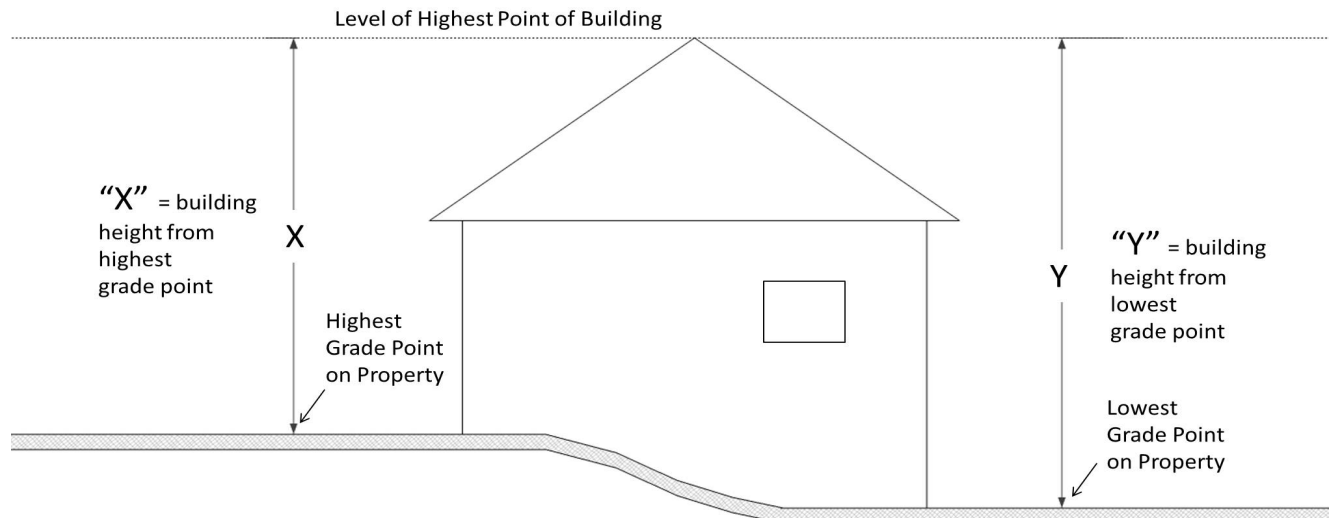 Level of Highest Point of Building
“X” = building
height from
highest
grade point
X
Highest
Grade Point
on Property
Y
“Y” = building
height from
lowest
grade point
Lowest
Grade Point
on Property